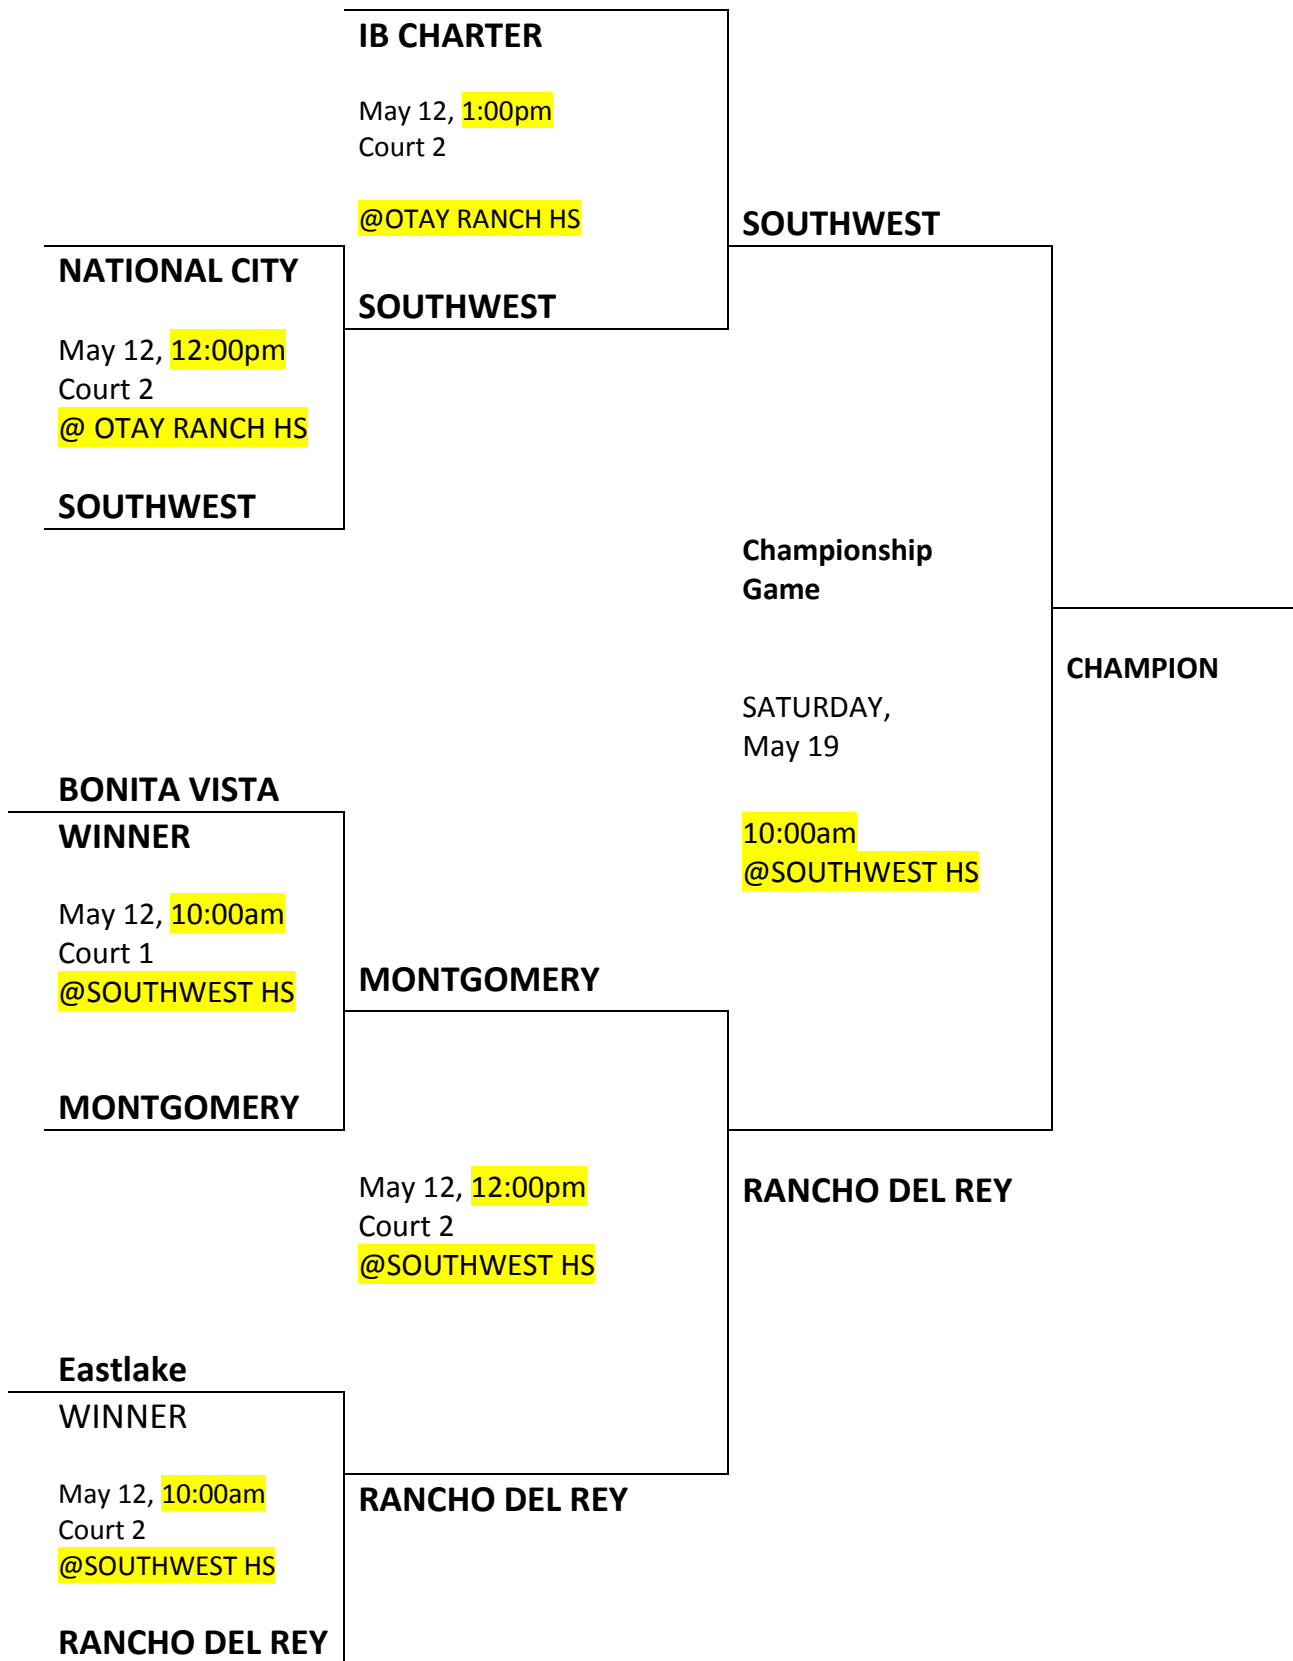 IB CHARTER
May 12, 1:00pm
Court 2
@OTAY RANCH HS
SOUTHWEST
NATIONAL CITY
SOUTHWEST
May 12, 12:00pm
Court 2
@ OTAY RANCH HS
SOUTHWEST
Championship
Game
CHAMPION
SATURDAY,
May 19
BONITA VISTA
WINNER
10:00am
@SOUTHWEST HS
May 12, 10:00am
Court 1
@SOUTHWEST HS
MONTGOMERY
MONTGOMERY
May 12, 12:00pm
Court 2
@SOUTHWEST HS
RANCHO DEL REY
Eastlake
WINNER
May 12, 10:00am
Court 2
@SOUTHWEST HS
RANCHO DEL REY
RANCHO DEL REY